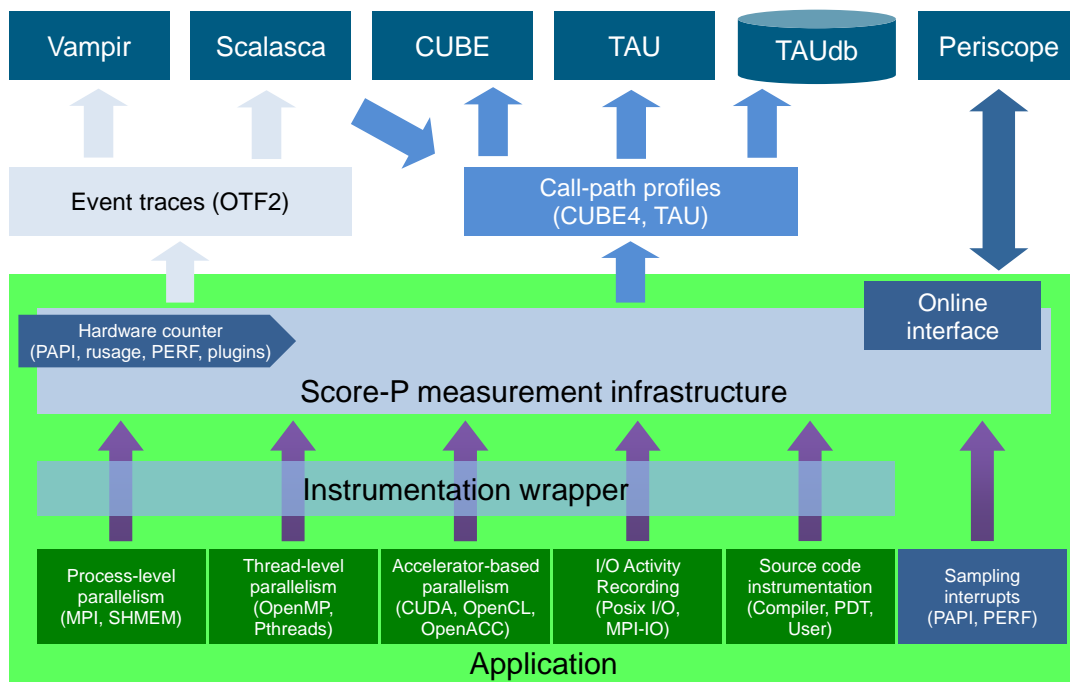 Vampir
Scalasca
CUBE
TAU
TAUdb
Periscope
Event traces (OTF2)
Call-path profiles
(CUBE4, TAU)
Online
interface
Hardware counter
(PAPI, rusage, PERF, plugins)
Score-P measurement infrastructure
Instrumentation wrapper
Process-level
parallelism
(MPI, SHMEM)
Thread-level
parallelism
(OpenMP,
Pthreads)
Accelerator-based
parallelism
(CUDA, OpenCL,
OpenACC)
I/O Activity
Recording
(Posix I/O,
MPI-IO)
Source code
instrumentation
(Compiler, PDT,
User)
Sampling
interrupts
(PAPI, PERF)
Application